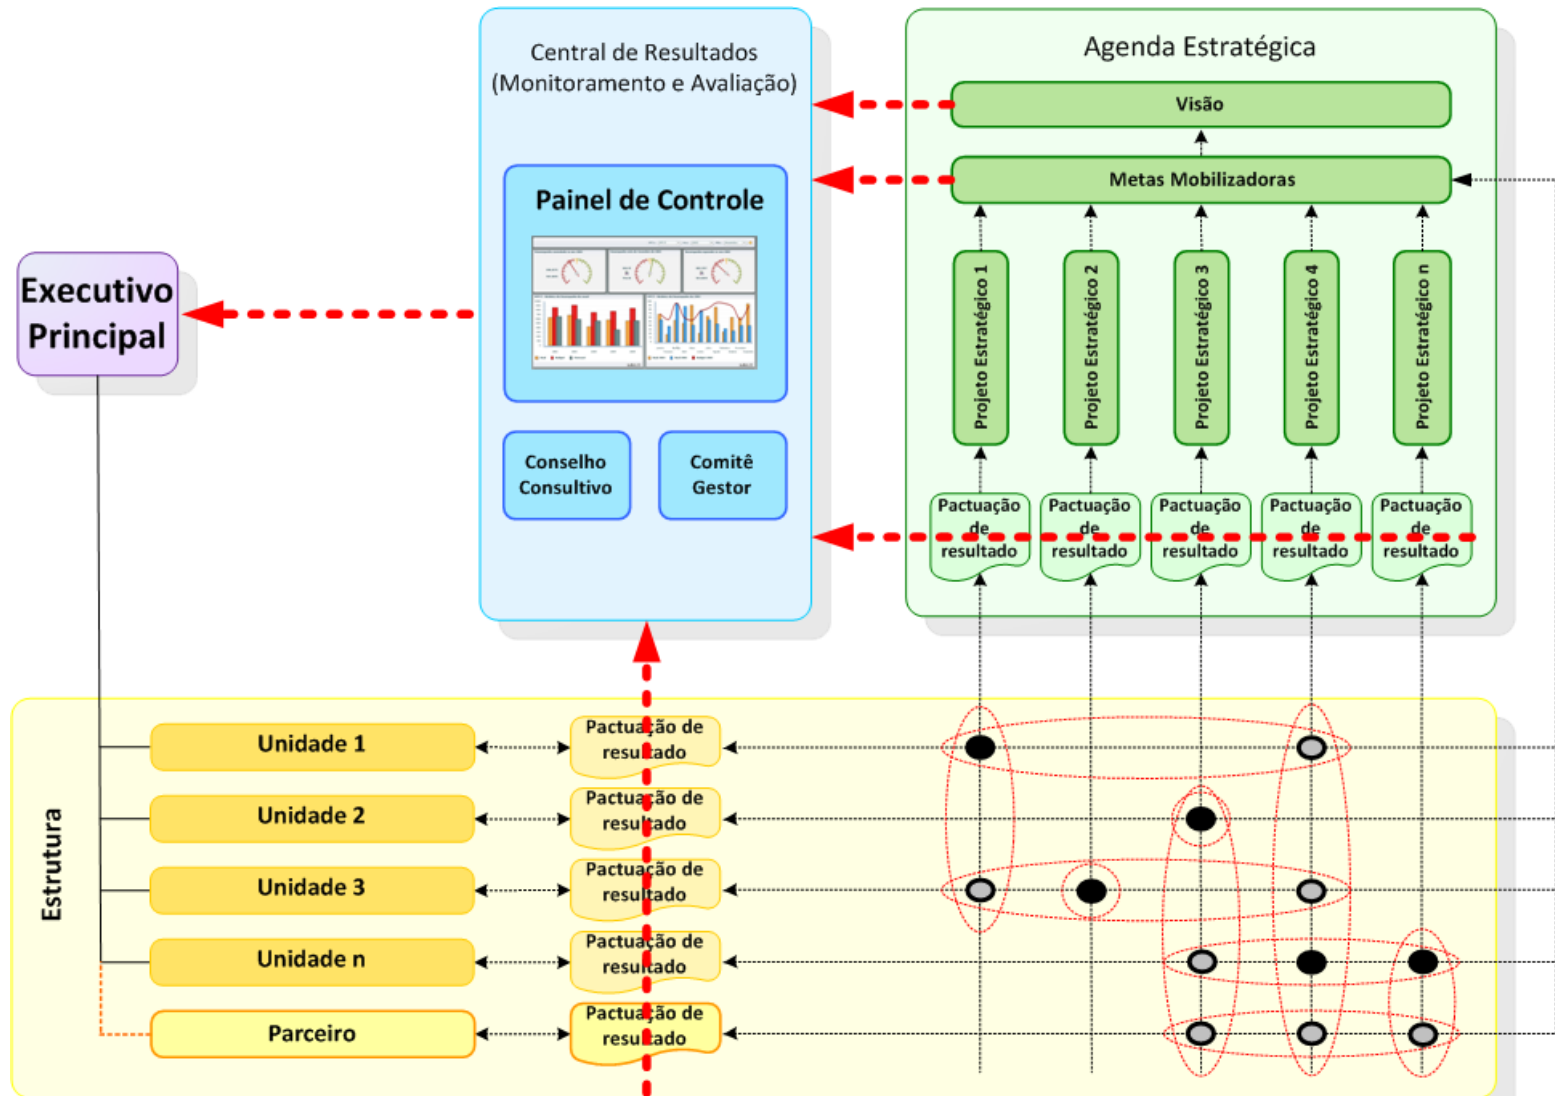 Central de Resultados
(Monitoramento e Avaliação)
Painel de Controle
Conselho
Consultivo
Comitê
Gestor
Executivo
Principal
Agenda Estratégica
Visão
Metas Mobilizadoras
Projeto Estratégico 1
Projeto Estratégico 2
Projeto Estratégico 3
Projeto Estratégico 4
Projeto Estratégico n
Pactuação
de
resultado
Pactuação
de
resultado
Pactuação
de
resultado
Pactuação
de
resultado
Pactuação
de
resultado
Estrutura
Unidade 1
Pactuação de
resultado
Unidade 2
Pactuação de
resultado
Unidade 3
Pactuação de
resultado
Unidade n
Pactuação de
resultado
Parceiro
Pactuação de
resultado